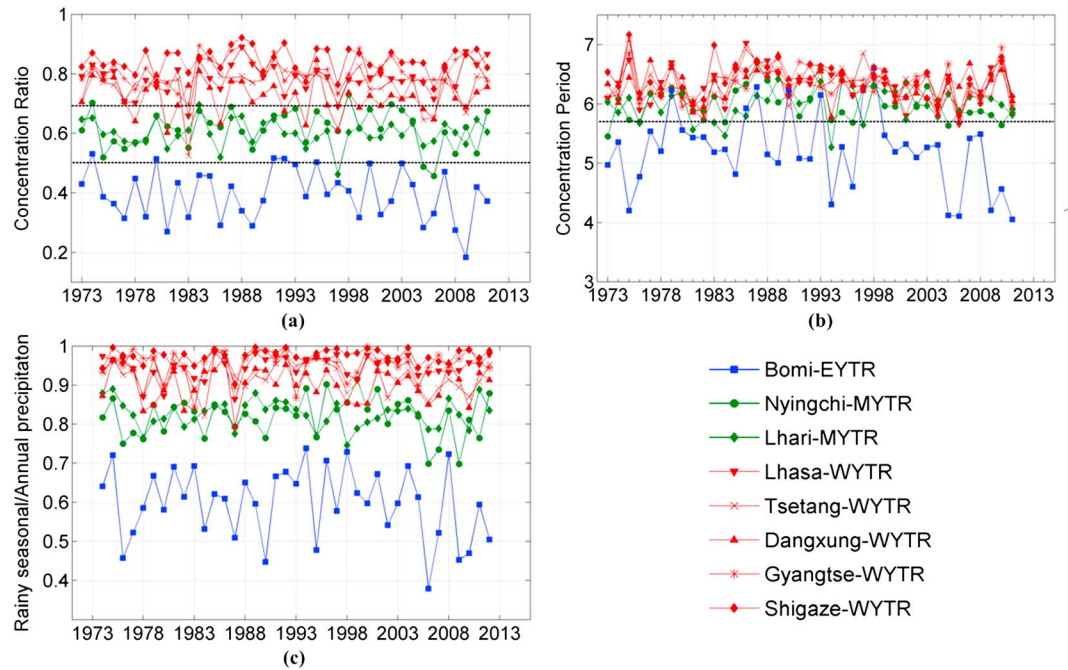 1
0.8
0.6
0.4
0.2
Concentration Ratio
1973 1978 1983 1988 1993 1998 2003 2008 2013
(a)
7
6
5
4
3
Concentration Period
1973 1978 1983 1988 1993 1998 2003 2008 2013
(b)
1
0.9
0.8
0.7
0.6
0.5
0.4
Rainy seasonal/Annual precipitaton
1973 1978 1983 1988 1993 1998 2003 2008 2013
(c)
Bomi-EYTR
Nyingchi-MYTR
Lhari-MYTR
Lhasa-WYTR
Tsetang-WYTR
Dangxung-WYTR
Gyangtse-WYTR
Shigaze-WYTR